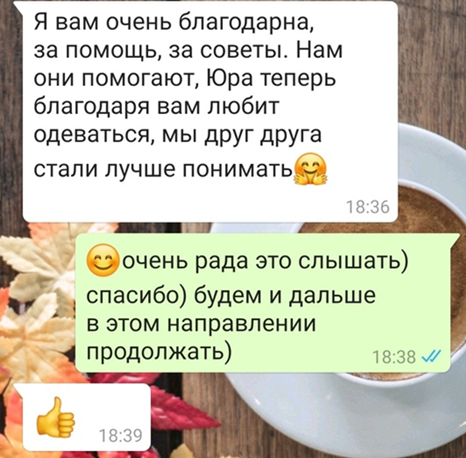 Я вам очень благодарна,
за помощь, за советы. Нам
они помогают, Юра теперь
благодаря вам любит
одеваться, мы друг друга
стали лучше понимать🤗
18:36
😊очень рада это слышать)
спасибо) будем и дальше
в этом направлении
продолжать)
18:38
👍
18:39